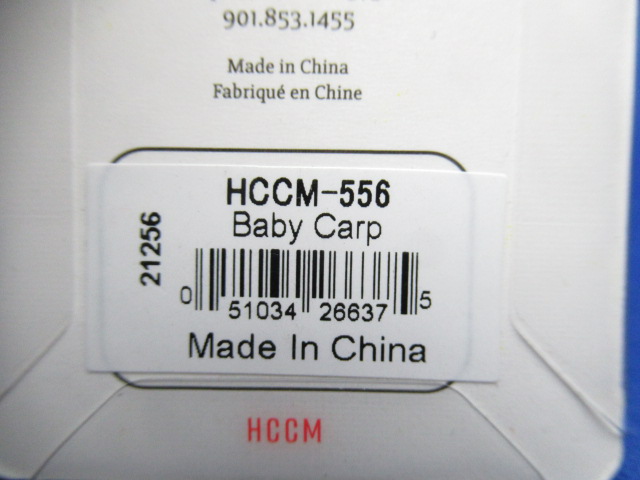 901.853.1455
Made in China
Fabriqué en Chine
HCCM-556
Baby Carp
21256
0 51034 26637 5
Made In China
HCCM